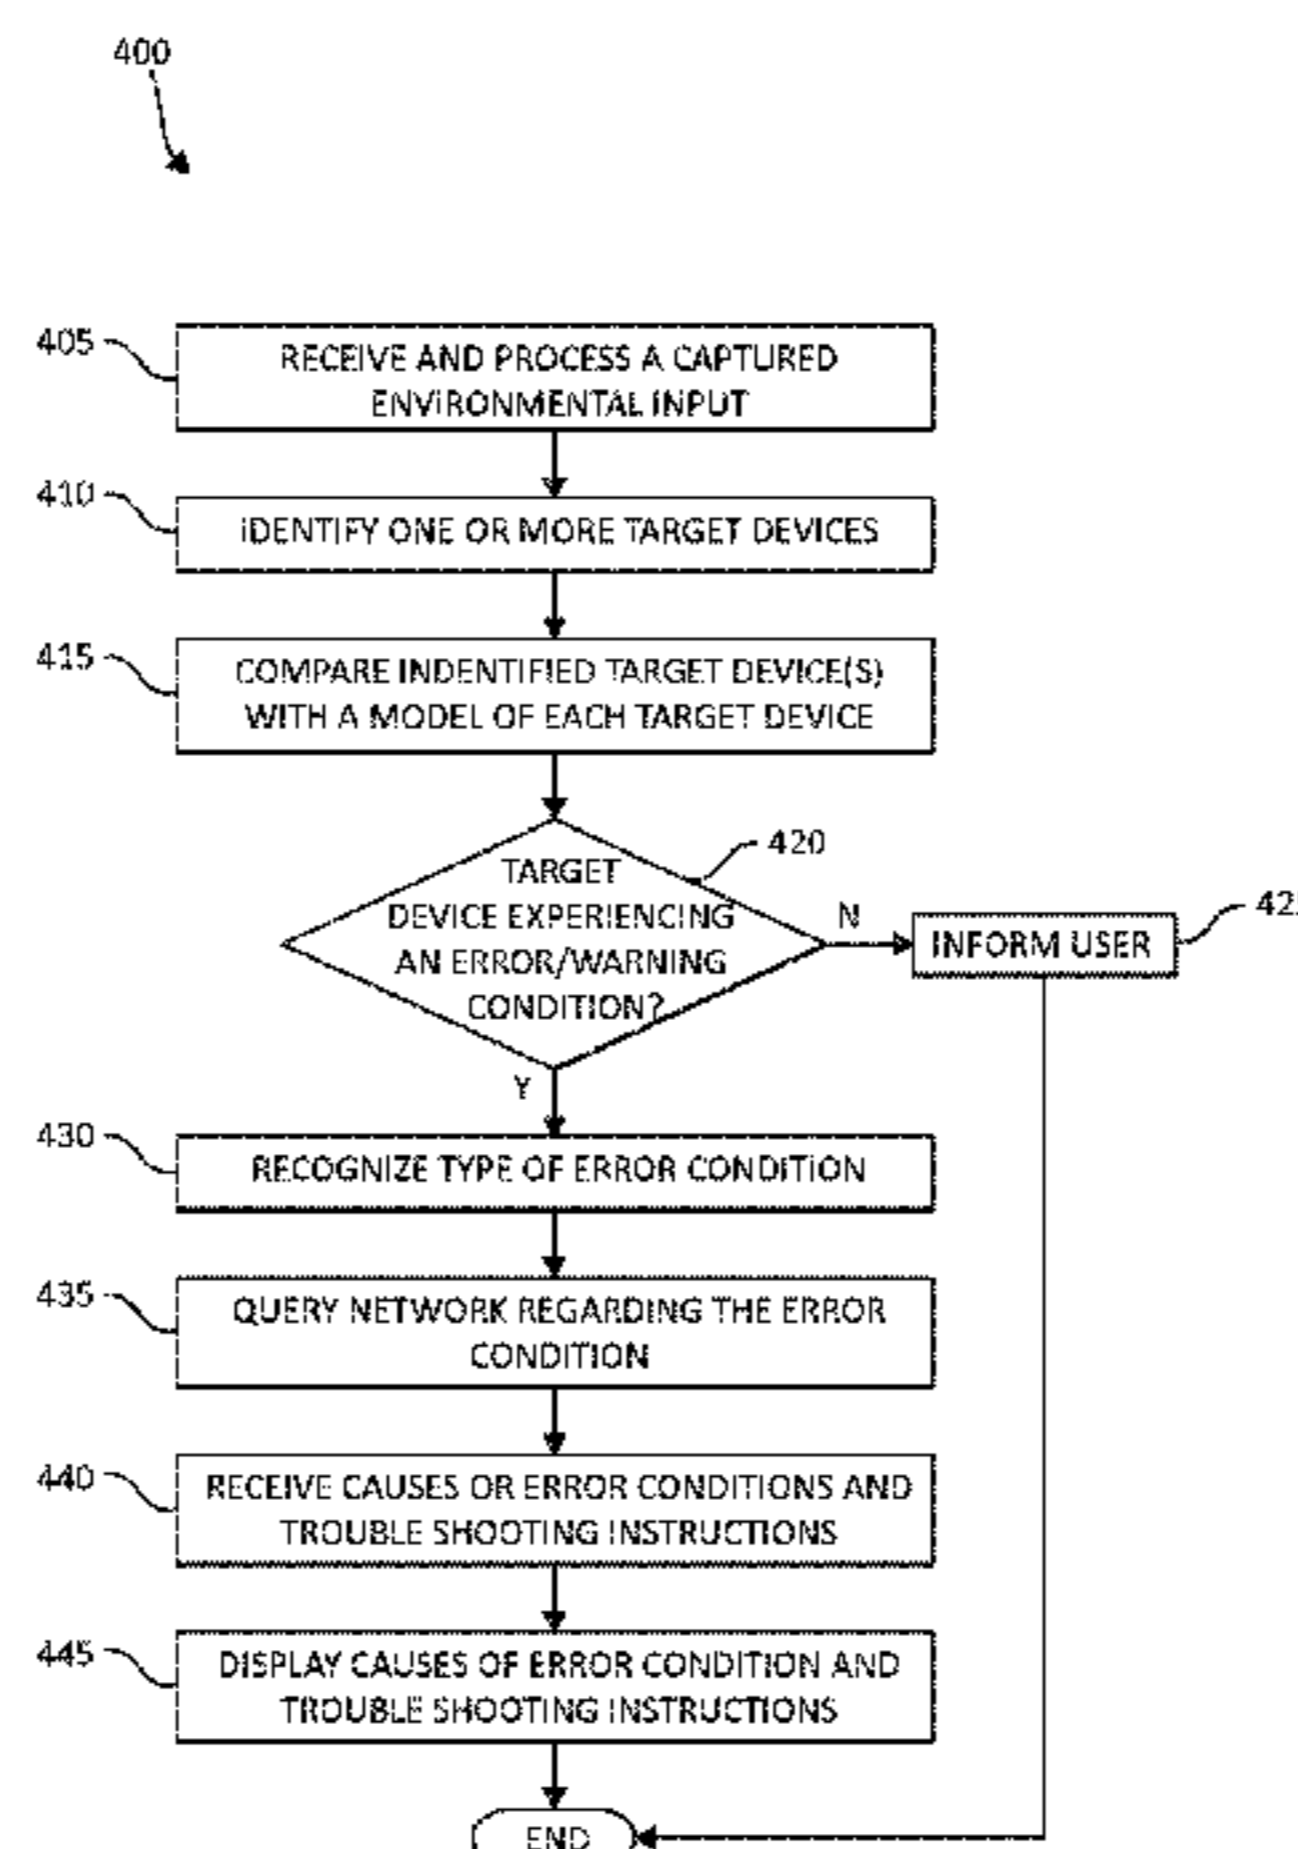 400
405
RECEIVE AND PROCESS A CAPTURED
ENVIRONMENTAL INPUT
410
IDENTIFY ONE OR MORE TARGET DEVICES
415
COMPARE INDENTIFIED TARGET DEVICE(S)
WITH A MODEL OF EACH TARGET DEVICE
420
TARGET
DEVICE EXPERIENCING
AN ERROR/WARNING
CONDITION?
N
INFORM USER
Y
430
RECOGNIZE TYPE OF ERROR CONDITION
435
QUERY NETWORK REGARDING THE ERROR
CONDITION
440
RECEIVE CAUSES OR ERROR CONDITIONS AND
TROUBLE SHOOTING INSTRUCTIONS
445
DISPLAY CAUSES OF ERROR CONDITION AND
TROUBLE SHOOTING INSTRUCTIONS
END